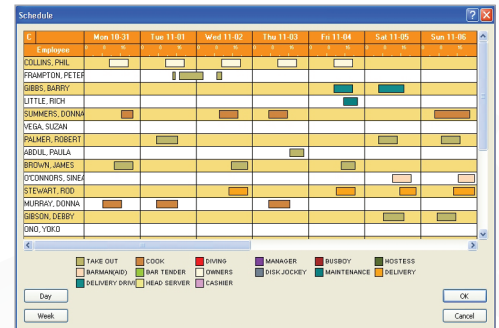 Schedule
C Mon 10-31 Tue 11-01 Wed 11-02 Thu 11-03 Fri 11-04 Sat 11-05 Sun 11-06
Employee
COLLINS, PHIL
FRAMPTON, PETER
GIBBS, BARRY
LITTLE, RICH
SUMMERS, DONNA
VEGA, SUZAN
PALMER, ROBERT
ABDUL, PAULA
BROWN, JAMES
O'CONNORS, SINEA
STEWART, ROD
MURRAY, DONNA
GIBSON, DEBBY
ONO, YOKO
TAKE OUT COOK DIVING MANAGER BUSBOY HOSTESS
BARMAN(AID) BAR TENDER OWNERS DISK JOCKEY MAINTENANCE DELIVERY
DELIVERY DRIVI HEAD SERVER CASHIER
Day OK
Week Cancel